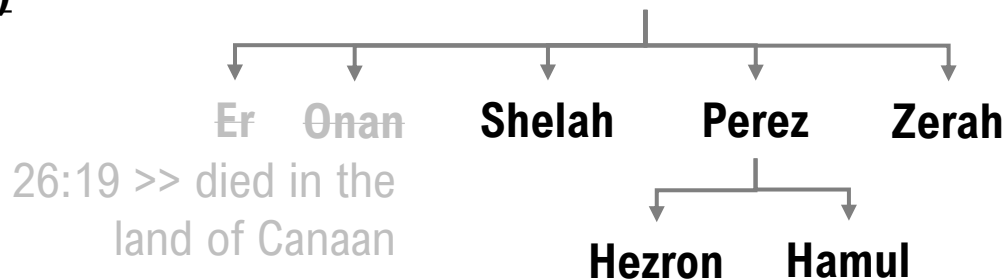 Er Onan Shelah Perez Zerah
26:19 >> died in the
land of Canaan
Hezron Hamul